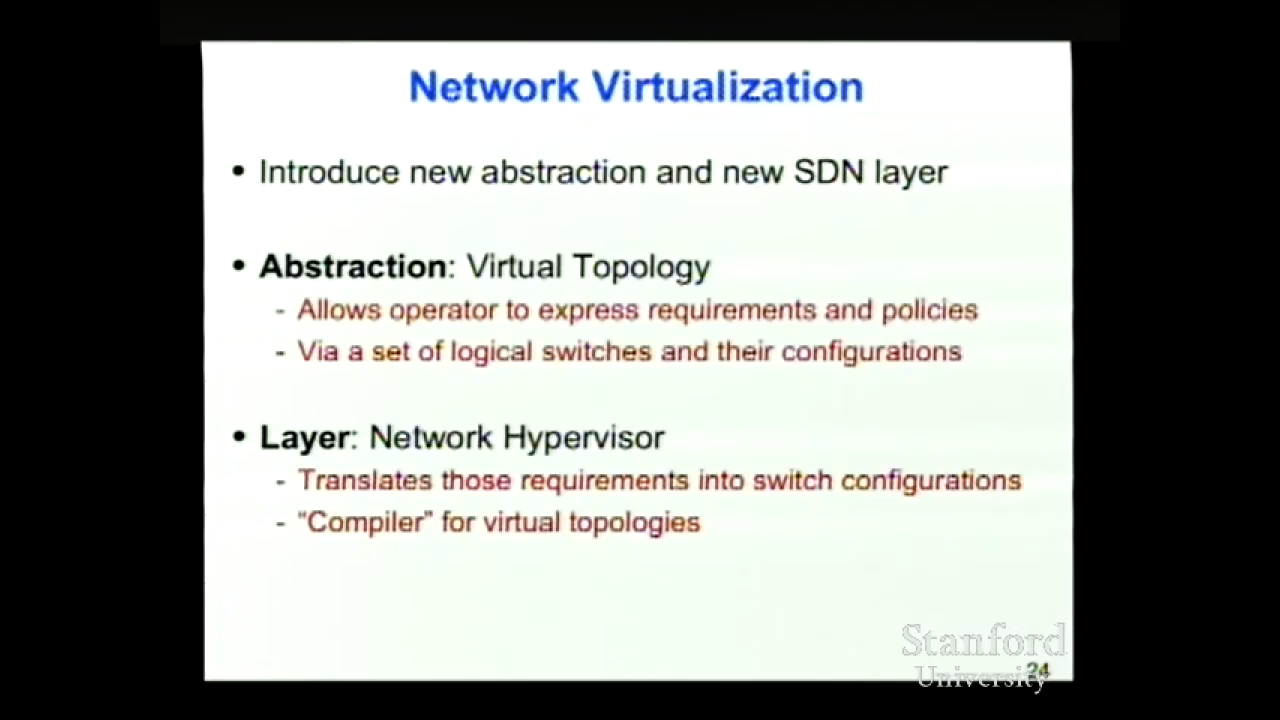 Network Virtualization
• Introduce new abstraction and new SDN layer
• Abstraction: Virtual Topology
- Allows operator to express requirements and policies
- Via a set of logical switches and their configurations
• Layer: Network Hypervisor
- Translates those requirements into switch configurations
- “Compiler” for virtual topologies
Stanford
University
24